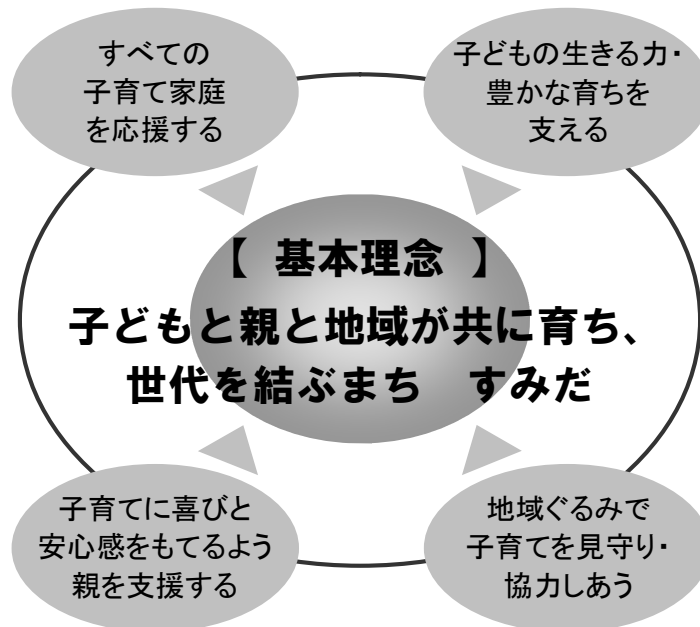 すべての
子育て家庭
を応援する
子どもの生きる力・
豊かな育ちを
支える
【 基本理念 】
子どもと親と地域が共に育ち、
世代を結ぶまち　すみだ
子育てに喜びと
安心感をもてるよう
親を支援する
地域ぐるみで
子育てを見守り・
協力しあう